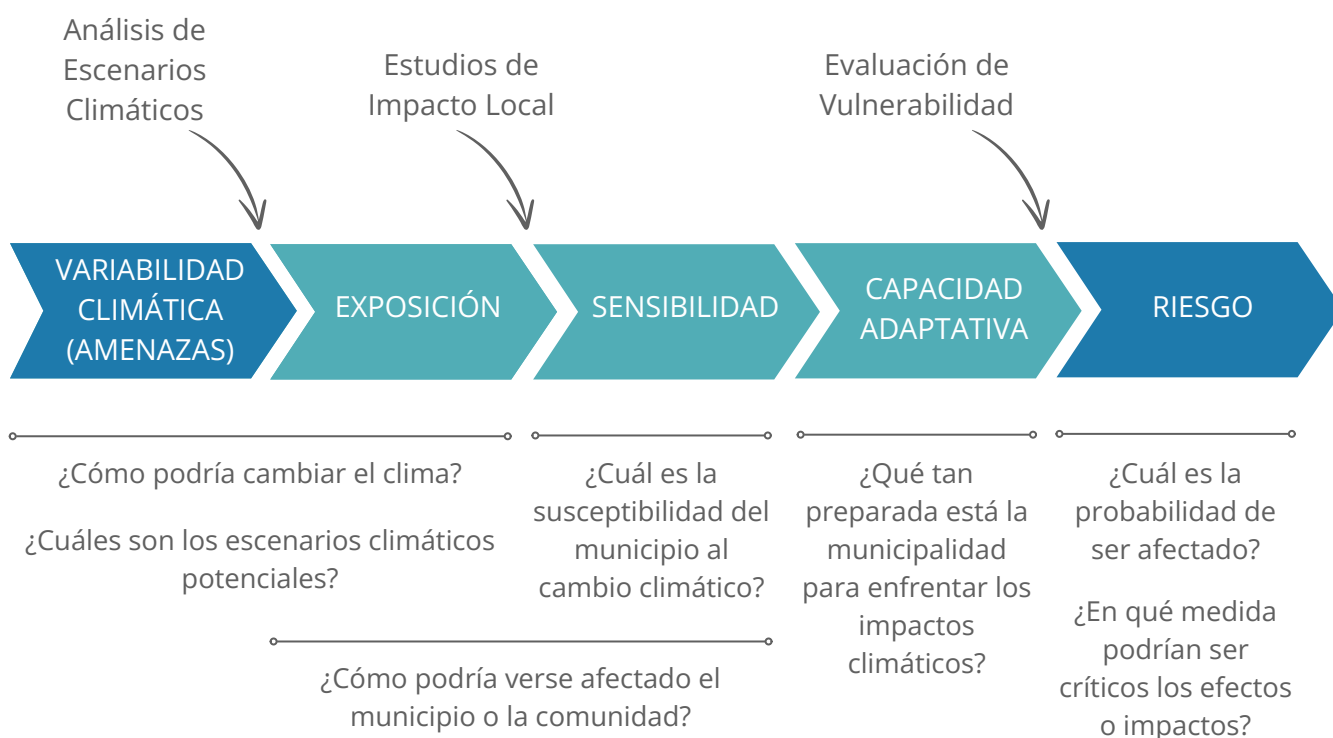 Análisis de
Escenarios
Climáticos
Estudios de
Impacto Local
Evaluación de
Vulnerabilidad
VARIABILIDAD
CLIMÁTICA
(AMENAZAS)
EXPOSICIÓN
SENSIBILIDAD
CAPACIDAD
ADAPTATIVA
RIESGO
¿Cómo podría cambiar el clima?
¿Cuáles son los escenarios climáticos
potenciales?
¿Cuál es la
susceptibilidad del
municipio al
cambio climático?
¿Cómo podría verse afectado el
municipio o la comunidad?
¿Qué tan
preparada está la
municipalidad
para enfrentar los
impactos
climáticos?
¿Cuál es la
probabilidad de
ser afectado?
¿En qué medida
podrían ser
críticos los efectos
o impactos?